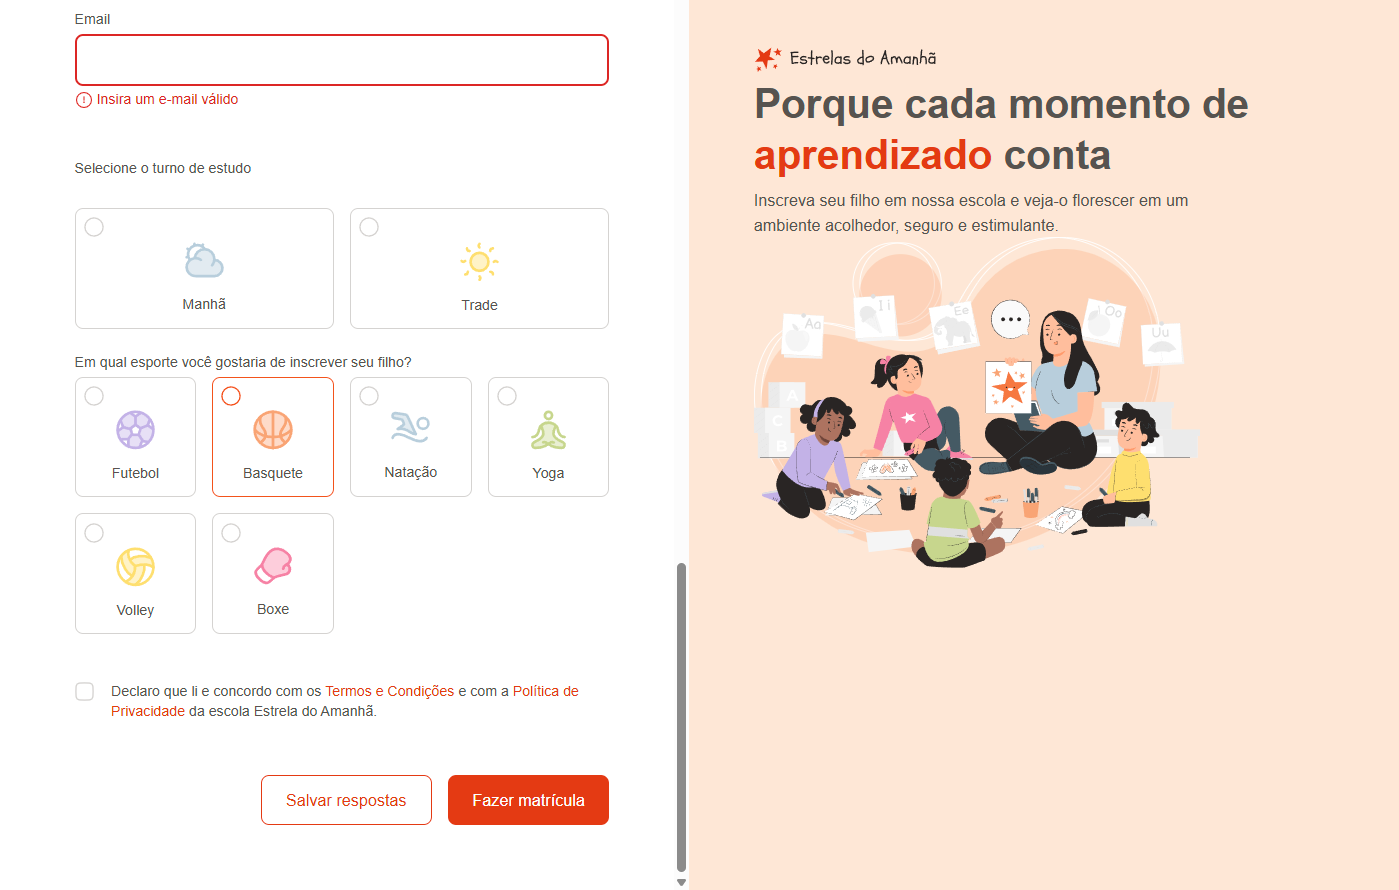 Email
Insira um e-mail válido
Selecione o turno de estudo
Manhã
Trade
Em qual esporte você gostaria de inscrever seu filho?
Futebol
Basquete
Natação
Yoga
Volley
Boxe
Declaro que li e concordo com os Termos e Condições e com a Política de
Privacidade da escola Estrela do Amanhã.
Salvar respostas
Fazer matrícula
Estrelas do Amanhã
Porque cada momento de
aprendizado conta
Inscreva seu filho em nossa escola e veja-o florescer em um
ambiente acolhedor, seguro e estimulante.
Aa
Ii
Ee
Oo
Uu
A
C
B